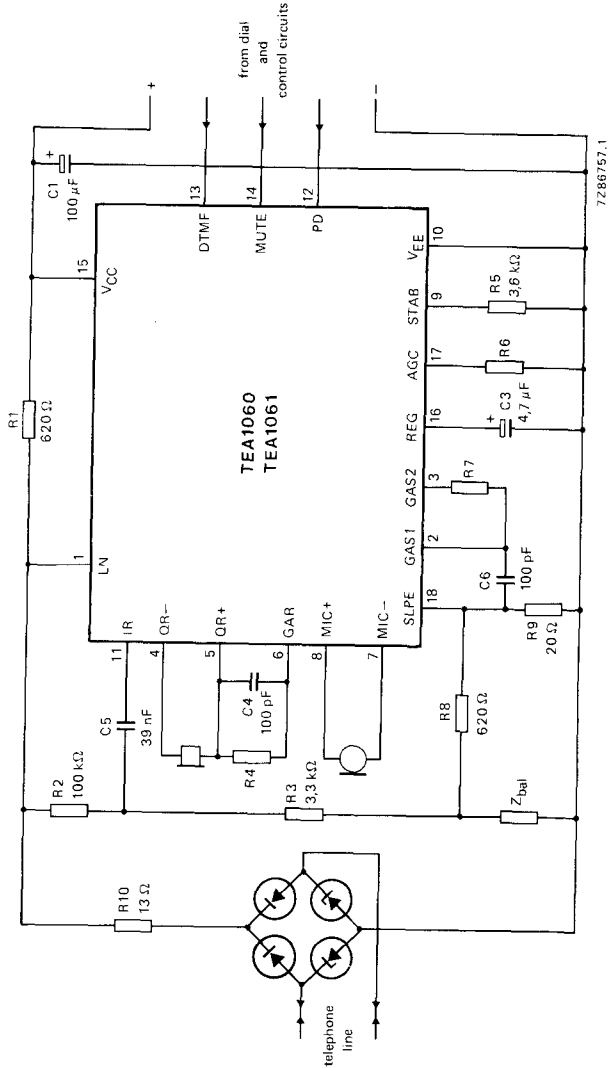 R1
620 Ω
C1
+
100 µF
+
15
VCC
13
DTMF
14
MUTE
12
PD
from dial
and
control circuits
−
TEA1060
TEA1061
1
LN
11
IR
4
QR−
5
QR+
6
GAR
8
MIC+
7
MIC−
18
SLPE
2
GAS1
3
GAS2
16
REG
17
AGC
9
STAB
10
VEE
R10
13 Ω
R2
100 kΩ
C5
39 nF
C4
100 pF
R4
R3
3,3 kΩ
R8
620 Ω
Zbal
C6
100 pF
R9
20 Ω
R7
+
C3
4,7 µF
R6
R5
3,6 kΩ
telephone
line
7Z86757.1